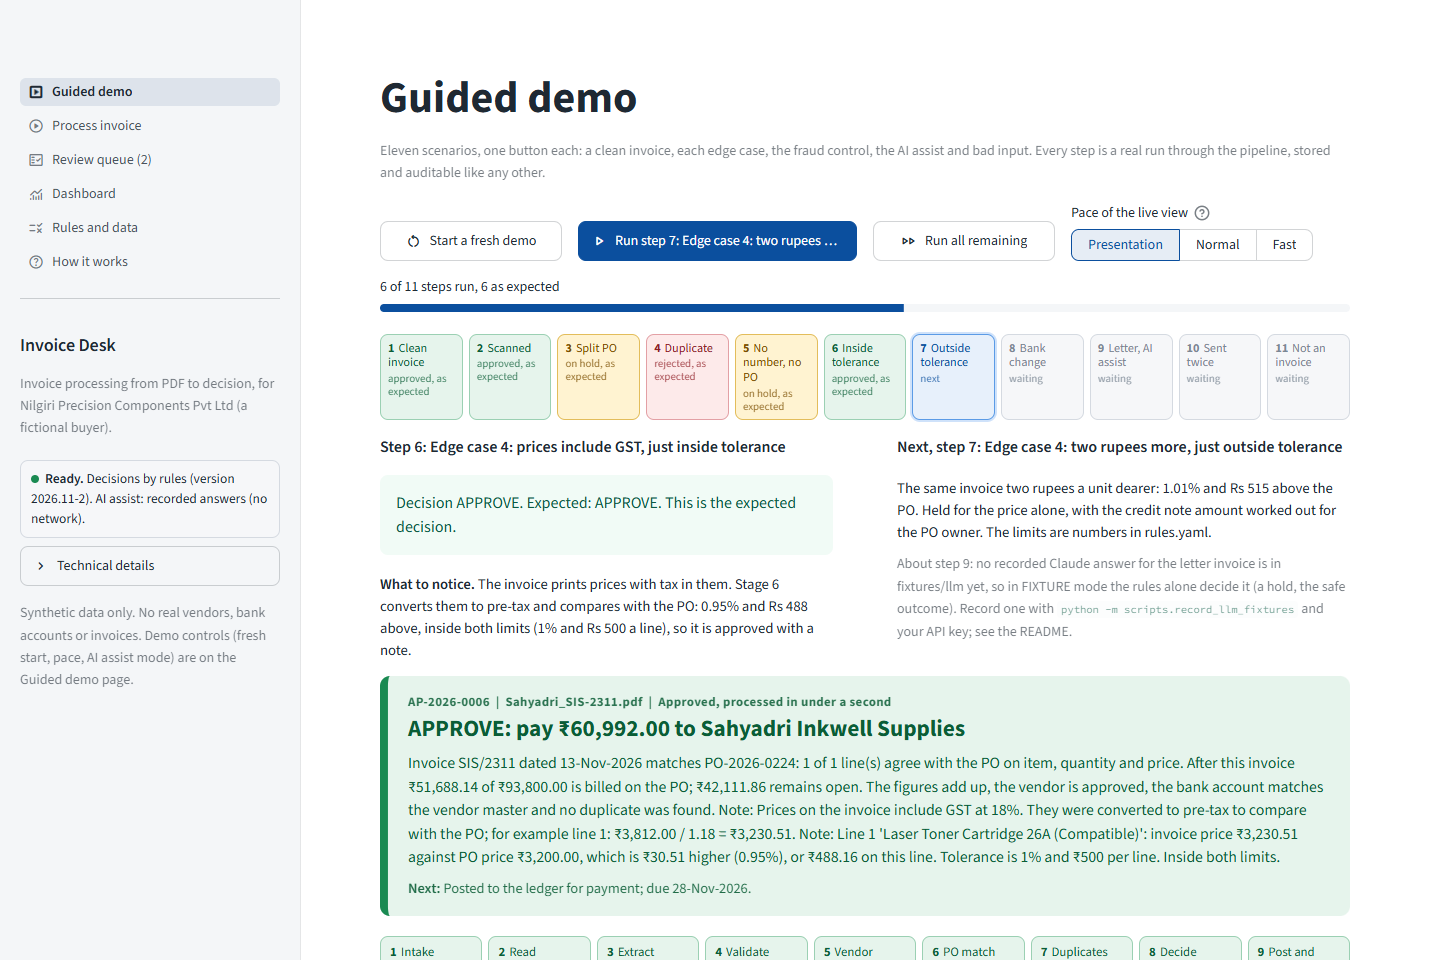 Guided demo
Process invoice
Review queue (2)
Dashboard
Rules and data
How it works
Invoice Desk
Invoice processing from PDF to decision, for
Nilgiri Precision Components Pvt Ltd (a
fictional buyer).
Ready. Decisions by rules (version
2026.11-2). AI assist: recorded answers (no
network).
Technical details
Synthetic data only. No real vendors, bank
accounts or invoices. Demo controls (fresh
start, pace, AI assist mode) are on the
Guided demo page.
Guided demo
Eleven scenarios, one button each: a clean invoice, each edge case, the fraud control, the AI assist and bad input. Every step is a real run through the pipeline, stored
and auditable like any other.
Start a fresh demo
Run step 7: Edge case 4: two rupees ...
Run all remaining
Pace of the live view
Presentation
Normal
Fast
6 of 11 steps run, 6 as expected
1 Clean
invoice
approved, as
expected
2 Scanned
approved, as
expected
3 Split PO
on hold, as
expected
4 Duplicate
rejected, as
expected
5 No
number, no
PO
on hold, as
expected
6 Inside
tolerance
approved, as
expected
7 Outside
tolerance
next
8 Bank
change
waiting
9 Letter, AI
assist
waiting
10 Sent
twice
waiting
11 Not an
invoice
waiting
Step 6: Edge case 4: prices include GST, just inside tolerance
Decision APPROVE. Expected: APPROVE. This is the expected
decision.
What to notice. The invoice prints prices with tax in them. Stage 6
converts them to pre-tax and compares with the PO: 0.95% and Rs 488
above, inside both limits (1% and Rs 500 a line), so it is approved with a
note.
Next, step 7: Edge case 4: two rupees more, just outside tolerance
The same invoice two rupees a unit dearer: 1.01% and Rs 515 above the
PO. Held for the price alone, with the credit note amount worked out for
the PO owner. The limits are numbers in rules.yaml.
About step 9: no recorded Claude answer for the letter invoice is in
fixtures/llm yet, so in FIXTURE mode the rules alone decide it (a hold, the safe
outcome). Record one with python -m scripts.record_llm_fixtures and
your API key; see the README.
AP-2026-0006 | Sahyadri_SIS-2311.pdf | Approved, processed in under a second
APPROVE: pay ₹60,992.00 to Sahyadri Inkwell Supplies
Invoice SIS/2311 dated 13-Nov-2026 matches PO-2026-0224: 1 of 1 line(s) agree with the PO on item, quantity and price. After this invoice
₹51,688.14 of ₹93,800.00 is billed on the PO; ₹42,111.86 remains open. The figures add up, the vendor is approved, the bank account matches
the vendor master and no duplicate was found. Note: Prices on the invoice include GST at 18%. They were converted to pre-tax to compare
with the PO; for example line 1: ₹3,812.00 / 1.18 = ₹3,230.51. Note: Line 1 'Laser Toner Cartridge 26A (Compatible)': invoice price ₹3,230.51
against PO price ₹3,200.00, which is ₹30.51 higher (0.95%), or ₹488.16 on this line. Tolerance is 1% and ₹500 per line. Inside both limits.
Next: Posted to the ledger for payment; due 28-Nov-2026.
1 Intake
2 Read
3 Extract
4 Validate
5 Vendor
6 PO match
7 Duplicates
8 Decide
9 Post and